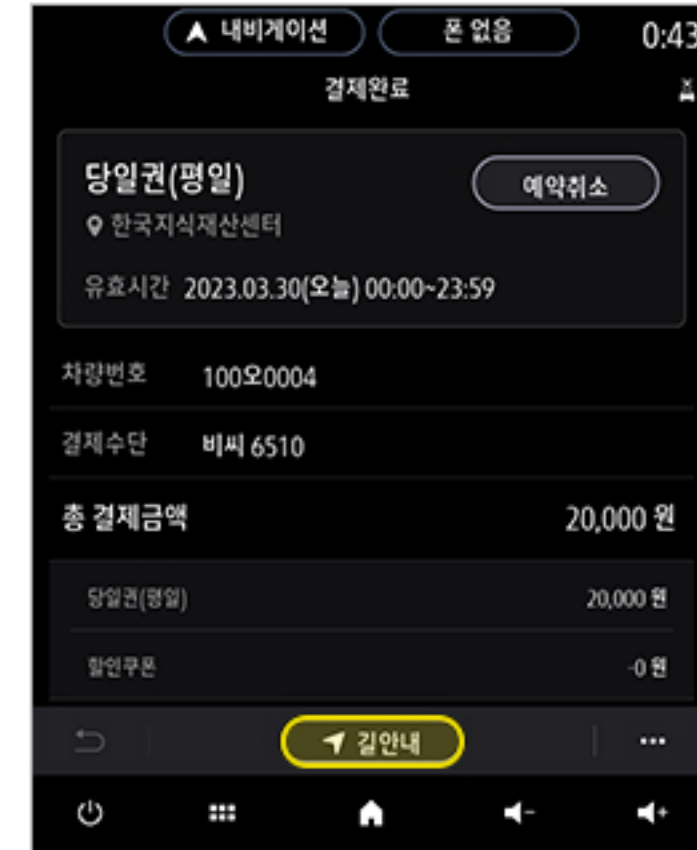 내비게이션 폰 없음 0:43
결제완료
당일권(평일) 예약취소
한국지식재산센터
유효시간 2023.03.30(오늘) 00:00~23:59
차량번호 100오0004
결제수단 비씨 6510
총 결제금액 20,000 원
당일권(평일) 20,000 원
할인쿠폰 -0 원
길안내